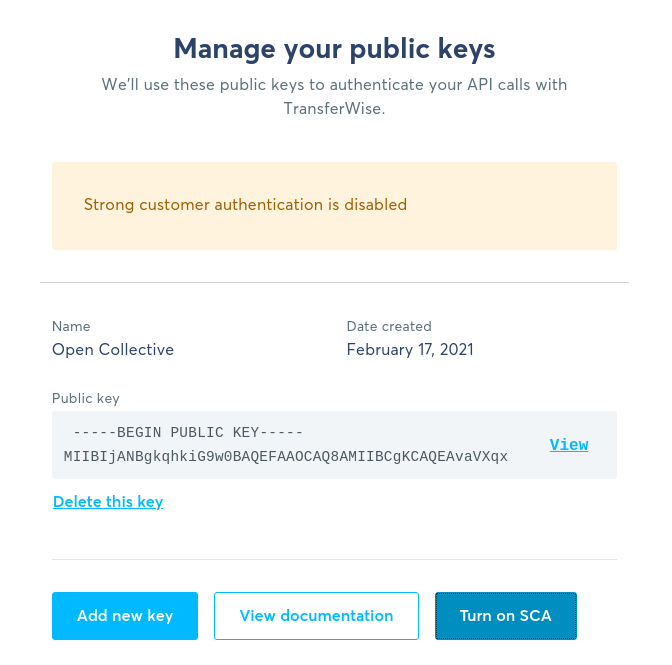 Manage your public keys
We'll use these public keys to authenticate your API calls with
TransferWise.
Strong customer authentication is disabled
Name
Date created
Open Collective
February 17, 2021
Public key
-----BEGIN PUBLIC KEY-----
MIIBIjANBgkqhkiG9w0BAQEFAAOCAQ8AMIIBCgKCAQEAvaVXqx
View
Delete this key
Add new key
View documentation
Turn on SCA